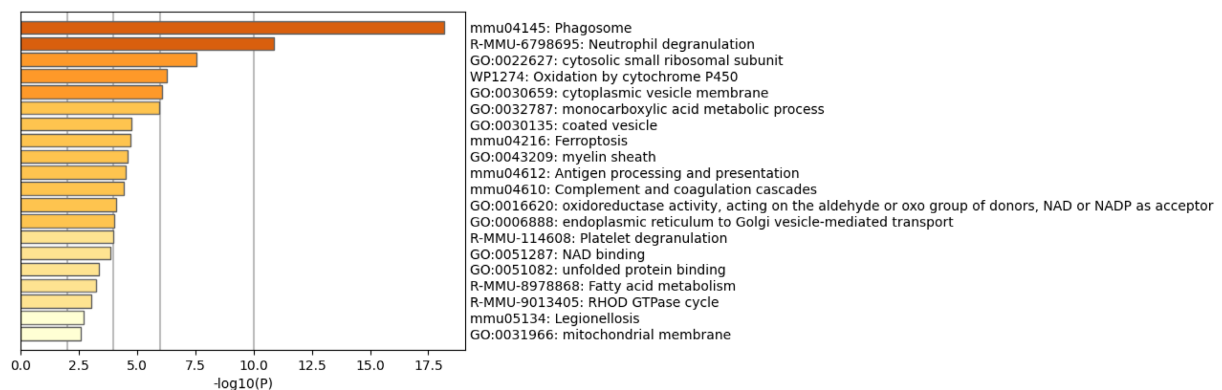 mmu04145: Phagosome
R-MMU-6798695: Neutrophil degranulation
GO:0022627: cytosolic small ribosomal subunit
WP1274: Oxidation by cytochrome P450
GO:0030659: cytoplasmic vesicle membrane
GO:0032787: monocarboxylic acid metabolic process
GO:0030135: coated vesicle
mmu04216: Ferroptosis
GO:0043209: myelin sheath
mmu04612: Antigen processing and presentation
mmu04610: Complement and coagulation cascades
GO:0016620: oxidoreductase activity, acting on the aldehyde or oxo group of donors, NAD or NADP as acceptor
GO:0006888: endoplasmic reticulum to Golgi vesicle-mediated transport
R-MMU-114608: Platelet degranulation
GO:0051287: NAD binding
GO:0051082: unfolded protein binding
R-MMU-8978868: Fatty acid metabolism
R-MMU-9013405: RHOD GTPase cycle
mmu05134: Legionellosis
GO:0031966: mitochondrial membrane
0.0 2.5 5.0 7.5 10.0 12.5 15.0 17.5
-log10(P)